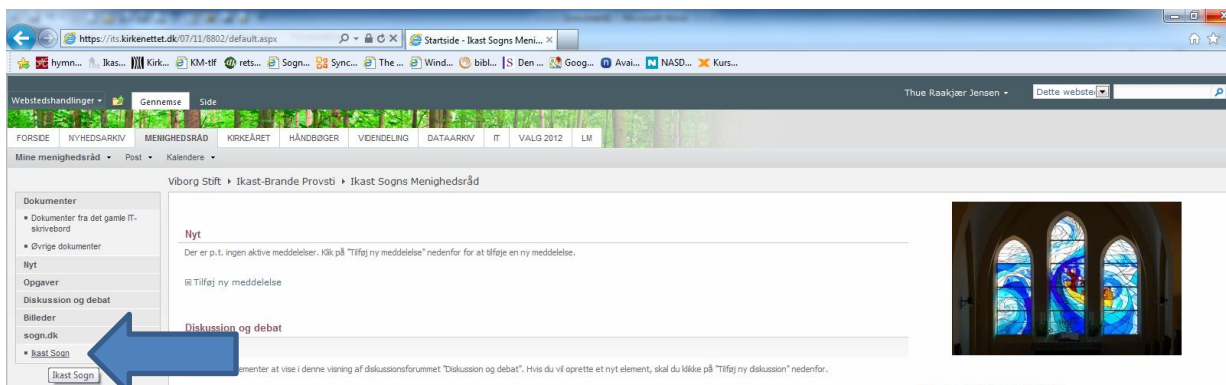 https://its.kirkenettet.dk/07/11/8802/default.aspx
Startside - Ikast Sogns Meni...
hymn... Ikas... Kirk... KM-tlf rets... Sogn... Sync... The ... Wind... bibl... Den ... Goog... Avai... NASD... Kurs...
Thue Raakjær Jensen
Dette webste
Webstedshandlinger Gennemse Side
FORSIDE NYHEDSARKIV MENIGHEDSRÅD KIRKEÅRET HÅNDBØGER VIDENDELING DATAARKIV IT VALG 2012 LM
Mine menighedsråd Post Kalendere
Viborg Stift Ikast-Brande Provsti Ikast Sogns Menighedsråd
Dokumenter
Dokumenter fra det gamle IT-
skrivebord
Øvrige dokumenter
Nyt
Opgaver
Diskussion og debat
Billeder
sogn.dk
Ikast Sogn
Ikast Sogn
Nyt
Der er p.t. ingen aktive meddelelser. Klik på "Tilføj ny meddelelse" nedenfor for at tilføje en ny meddelelse.
Tilføj ny meddelelse
Diskussion og debat
ementer at vise i denne visning af diskussionsforummet "Diskussion og debat". Hvis du vil oprette et nyt element, skal du klikke på "Tilføj ny diskussion" nedenfor.